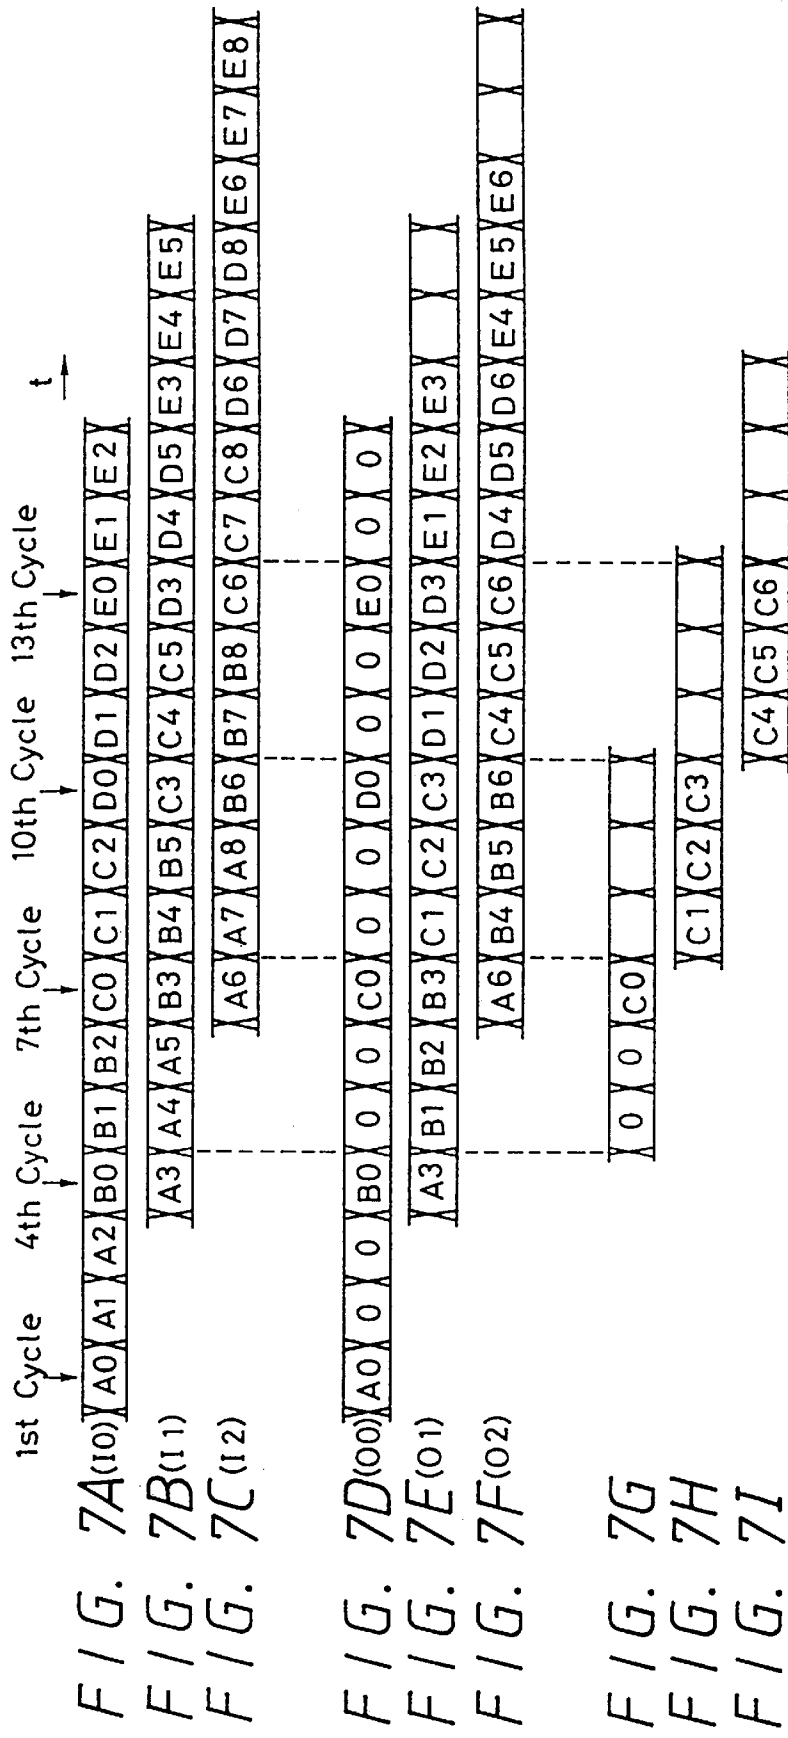 1st Cycle 4th Cycle 7th Cycle 10th Cycle 13th Cycle t
FIG. 7A(I0) A0 A1 A2 B0 B1 B2 C0 C1 C2 D0 D1 D2 E0 E1 E2
FIG. 7B(I1) A3 A4 A5 B3 B4 B5 C3 C4 C5 D3 D4 D5 E3 E4 E5
FIG. 7C(I2) A6 A7 A8 B6 B7 B8 C6 C7 C8 D6 D7 D8 E6 E7 E8
FIG. 7D(O0) A0 0 0 B0 0 0 C0 0 0 D0 0 0 E0 0 0
FIG. 7E(O1) A3 B1 B2 B3 C1 C2 C3 D1 D2 D3 E1 E2 E3
FIG. 7F(O2) A6 B4 B5 B6 C4 C5 C6 D4 D5 D6 E4 E5 E6
FIG. 7G 0 0 C0
FIG. 7H C1 C2 C3
FIG. 7I C4 C5 C6